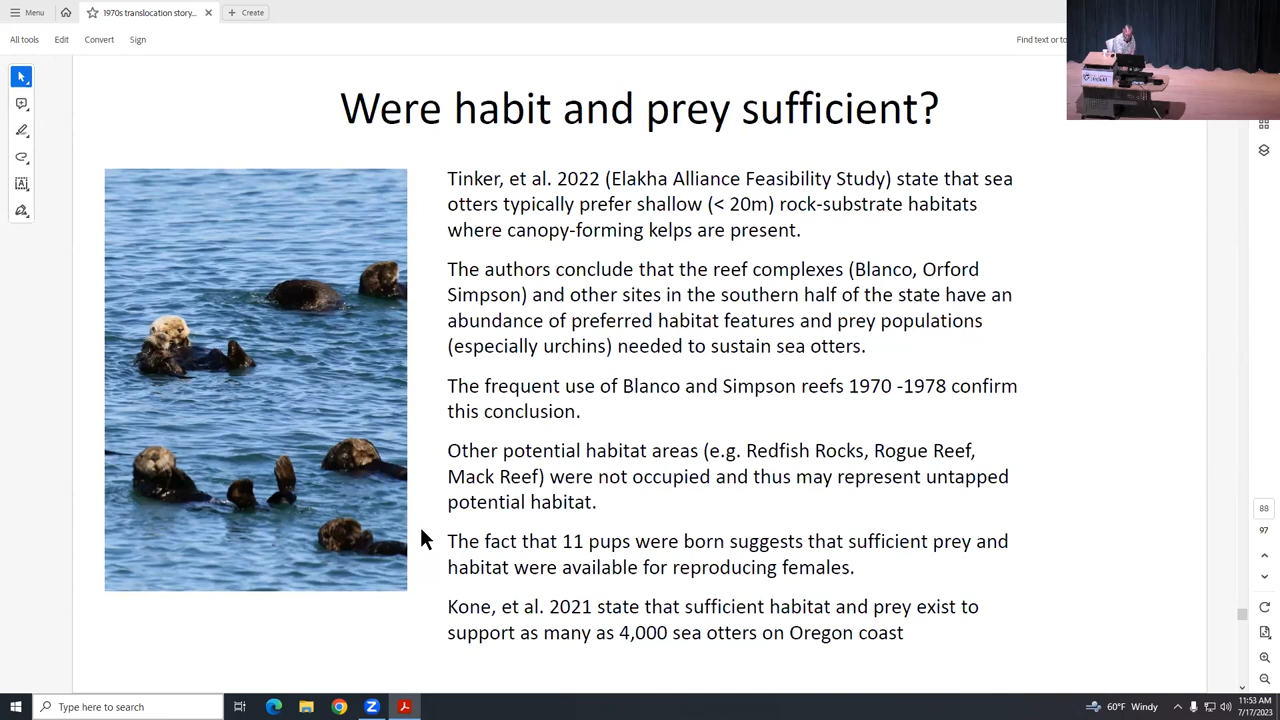 Menu
1970s translocation story...
Create
All tools
Edit
Convert
Sign
Find text or to
Were habit and prey sufficient?
Tinker, et al. 2022 (Elakha Alliance Feasibility Study) state that sea
otters typically prefer shallow (< 20m) rock-substrate habitats
where canopy-forming kelps are present.
The authors conclude that the reef complexes (Blanco, Orford
Simpson) and other sites in the southern half of the state have an
abundance of preferred habitat features and prey populations
(especially urchins) needed to sustain sea otters.
The frequent use of Blanco and Simpson reefs 1970 -1978 confirm
this conclusion.
Other potential habitat areas (e.g. Redfish Rocks, Rogue Reef,
Mack Reef) were not occupied and thus may represent untapped
potential habitat.
The fact that 11 pups were born suggests that sufficient prey and
habitat were available for reproducing females.
Kone, et al. 2021 state that sufficient habitat and prey exist to
support as many as 4,000 sea otters on Oregon coast
88
97
Type here to search
60°F Windy
11:53 AM
7/17/2023